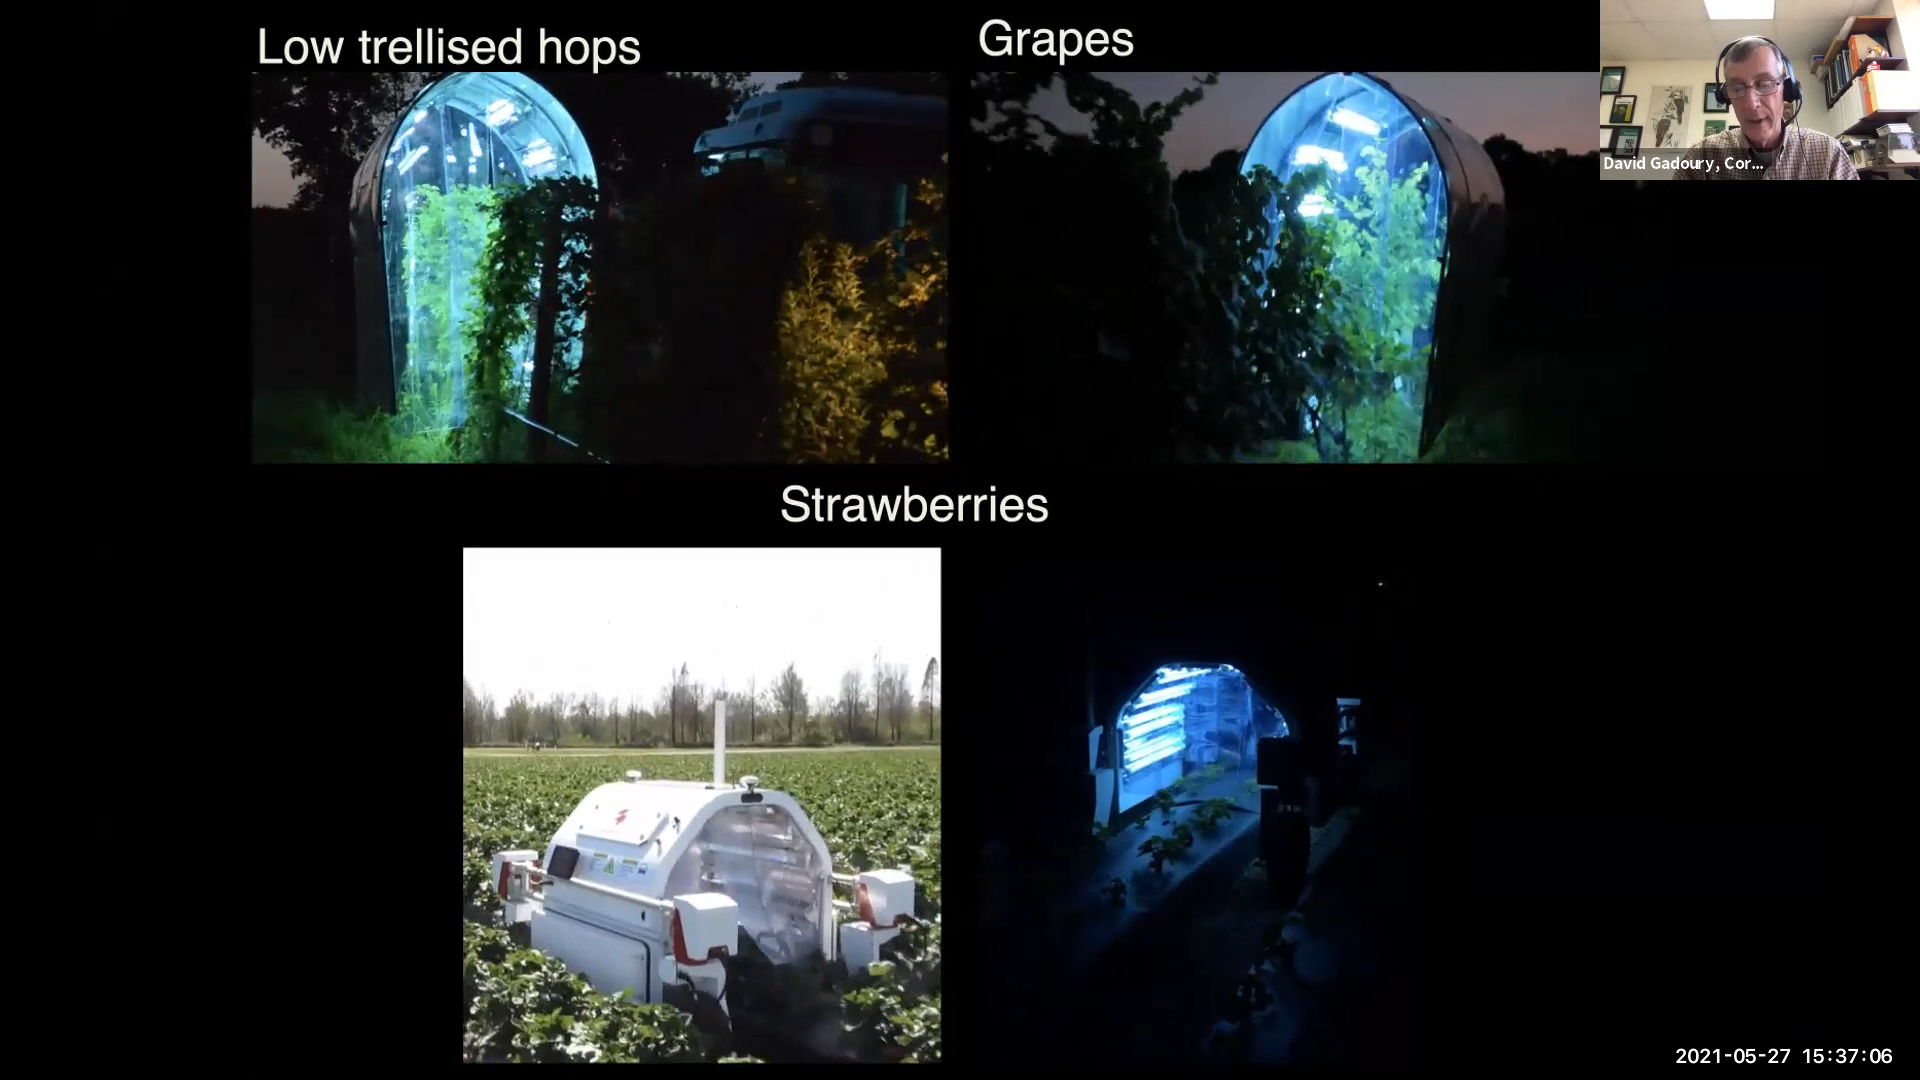 Low trellised hops
Grapes
David Gadoury, Cor...
Strawberries
2021-05-27 15:37:06